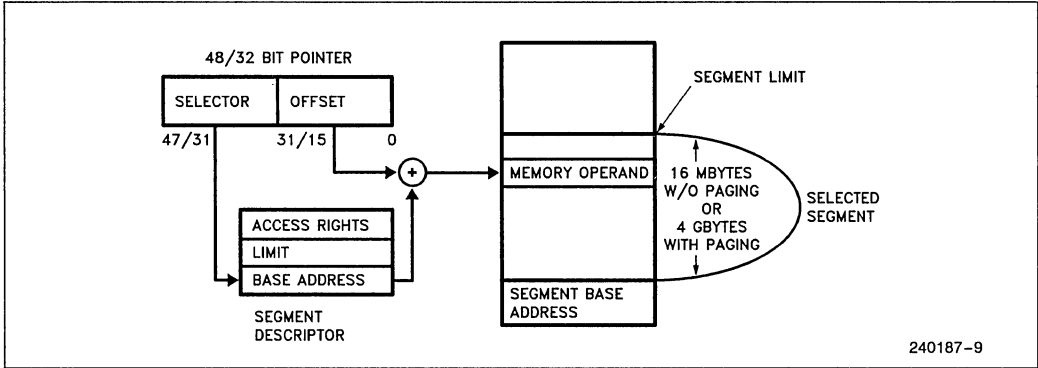 48/32 BIT POINTER
SELECTOR
OFFSET
47/31
31/15
0
+
ACCESS RIGHTS
LIMIT
BASE ADDRESS
SEGMENT
DESCRIPTOR
MEMORY OPERAND
SEGMENT BASE
ADDRESS
SEGMENT LIMIT
16 MBYTES
W/O PAGING
OR
4 GBYTES
WITH PAGING
SELECTED
SEGMENT
240187-9